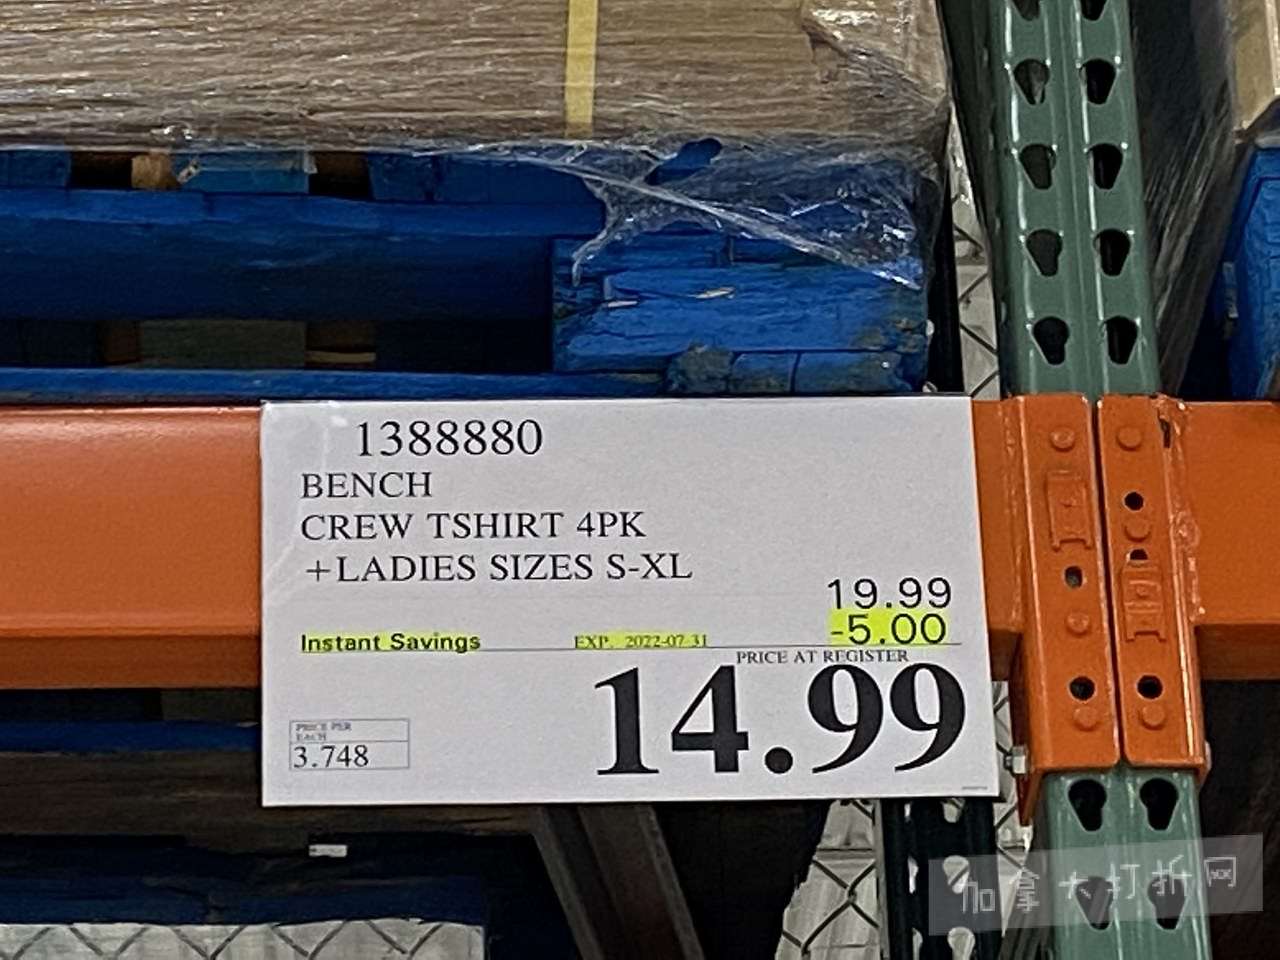 1388880
BENCH
CREW TSHIRT 4PK
+LADIES SIZES S-XL
19.99
Instant Savings EXP. 2022-07-31 -5.00
PRICE AT REGISTER
14.99
PRICE PER
EACH
3.748
加拿大打折网